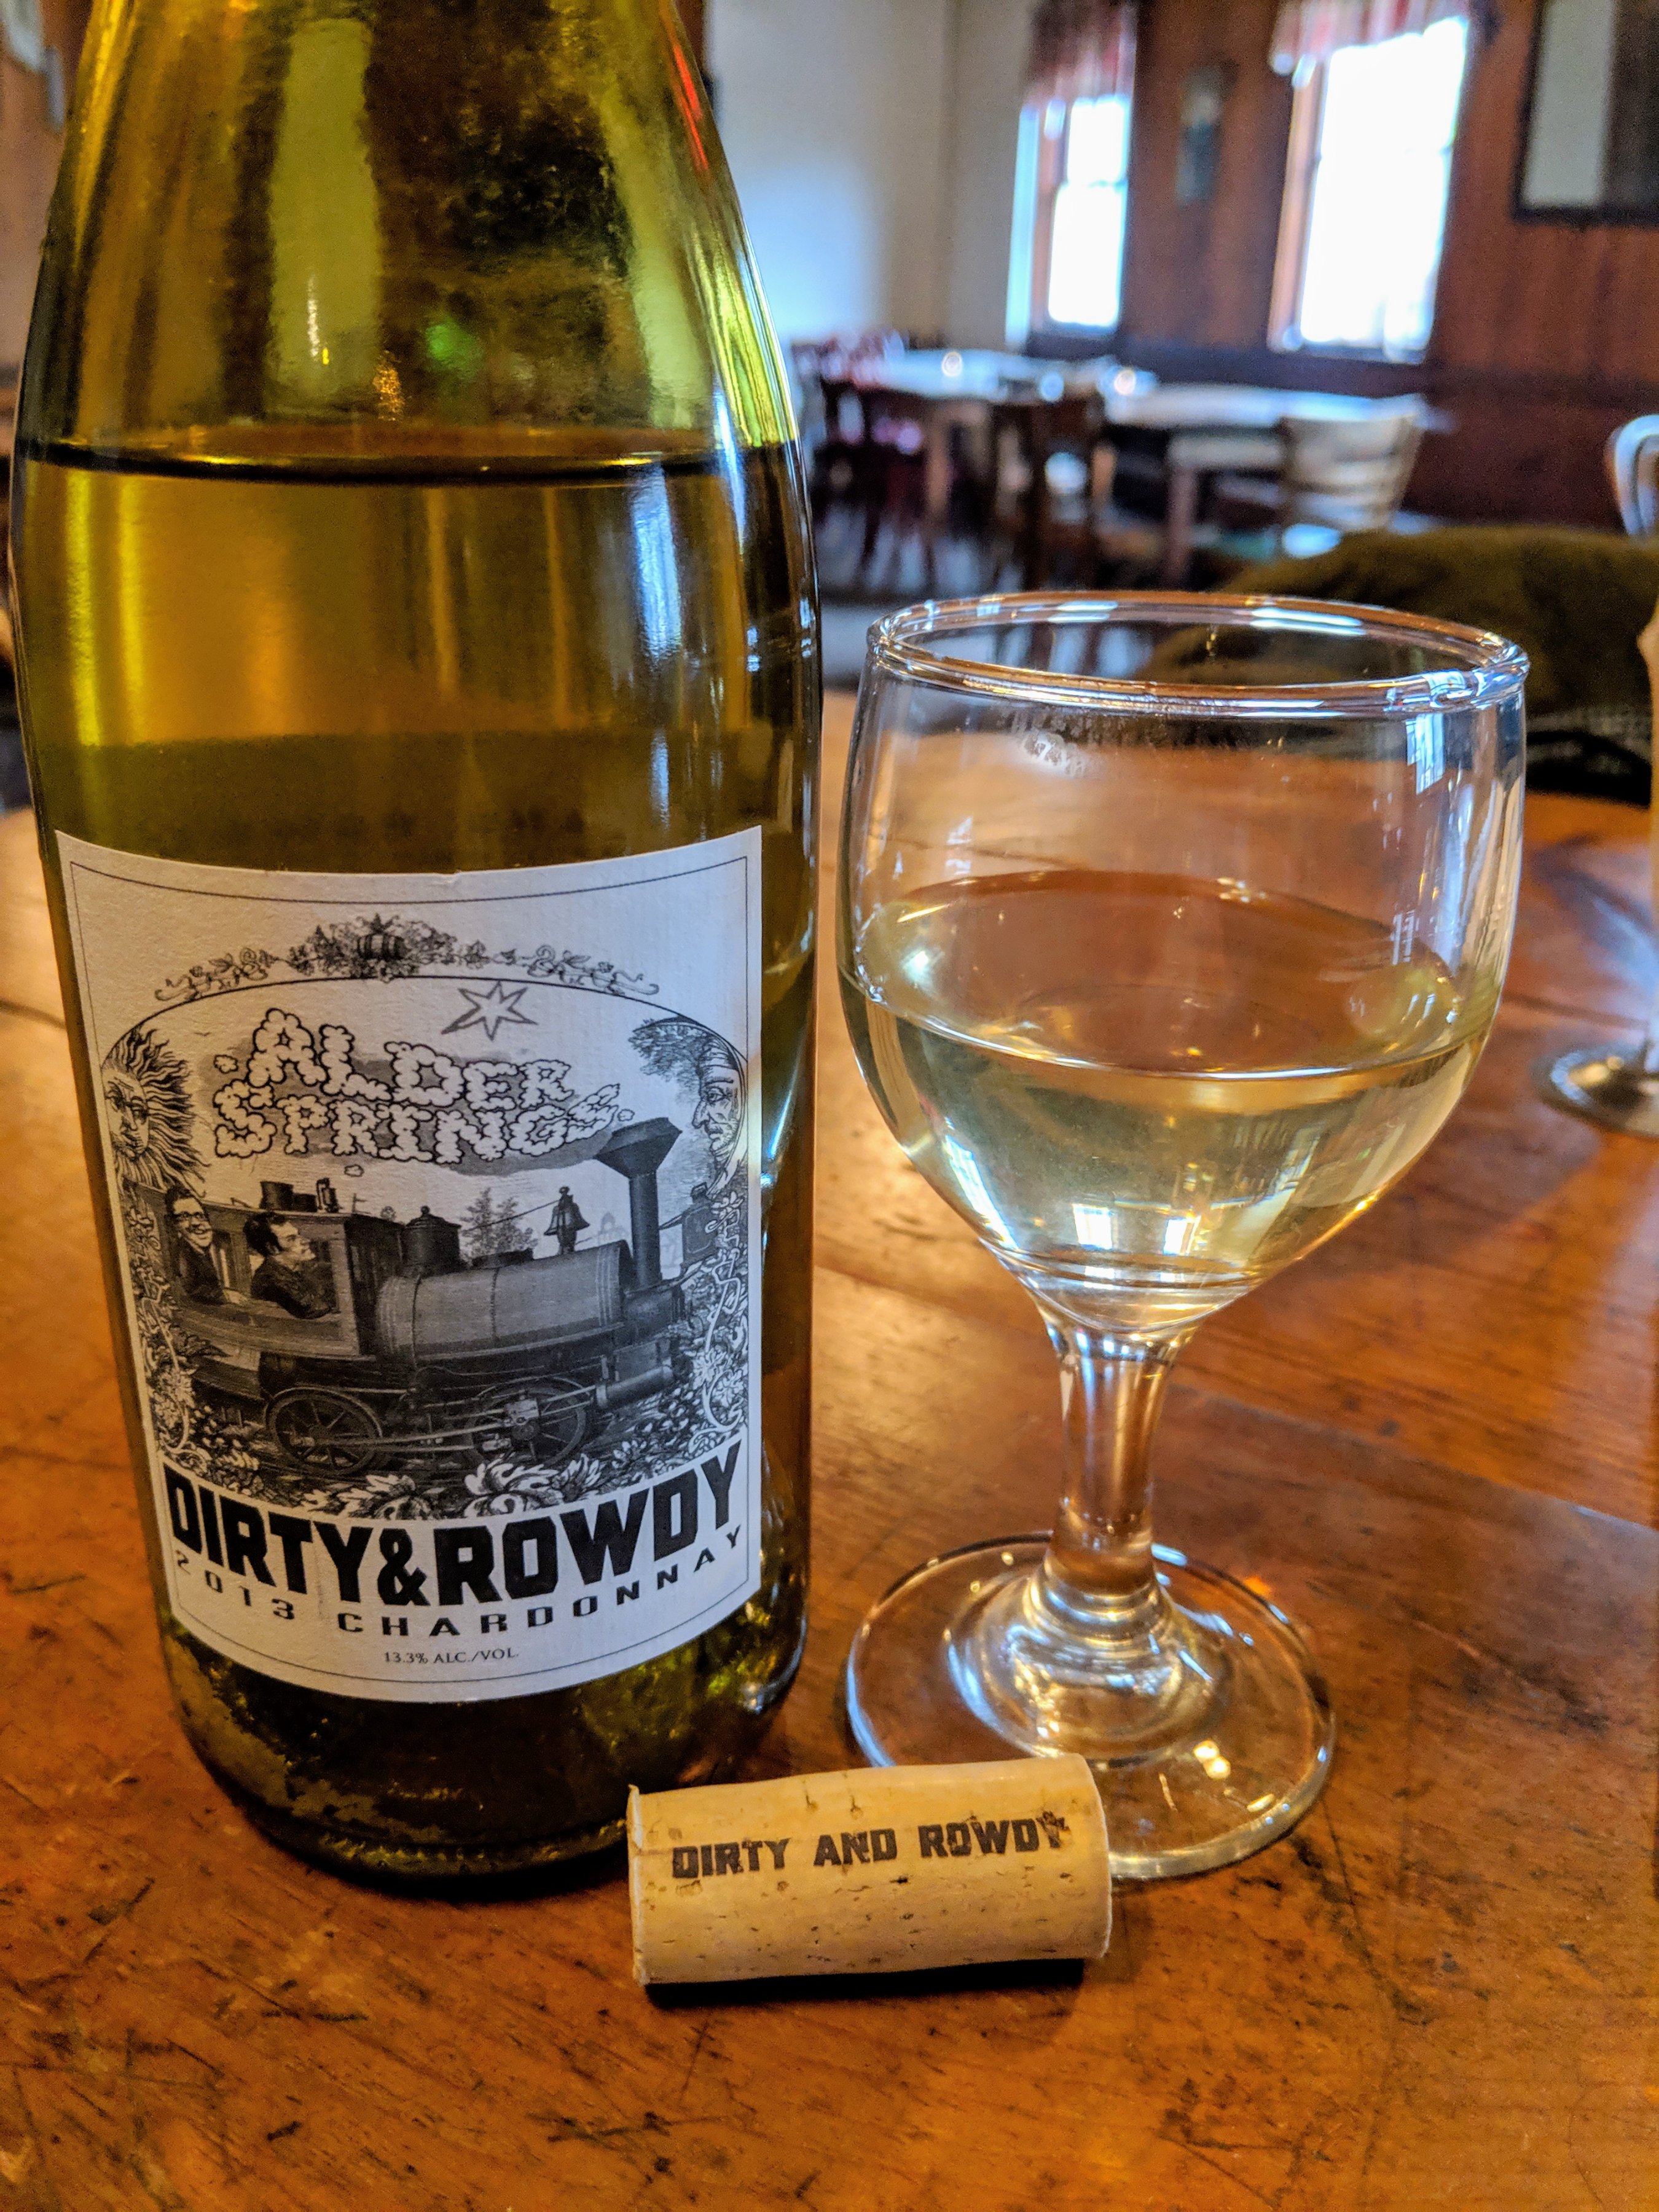 ALDER
SPRINGS
DIRTY&ROWDY
2013 CHARDONNAY
13.3% ALC./VOL.
DIRTY AND ROWDY